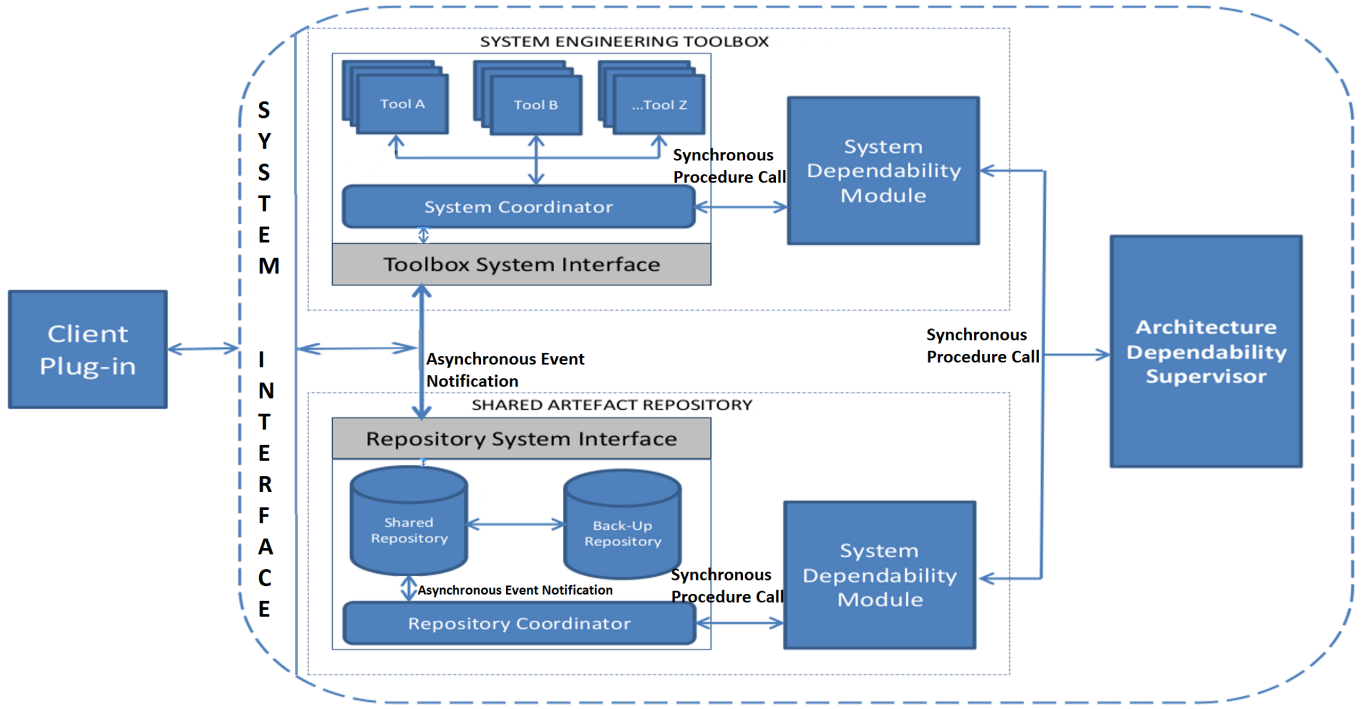 SYSTEM ENGINEERING TOOLBOX
Tool A
Tool B
...Tool Z
Synchronous
Procedure Call
System
Dependability
Module
System Coordinator
Toolbox System Interface
SYSTEM INTERFACE
Client
Plug-in
Asynchronous Event
Notification
Synchronous
Procedure Call
Architecture
Dependability
Supervisor
SHARED ARTEFACT REPOSITORY
Repository System Interface
Shared
Repository
Back-Up
Repository
Asynchronous Event Notification
Synchronous
Procedure Call
System
Dependability
Module
Repository Coordinator